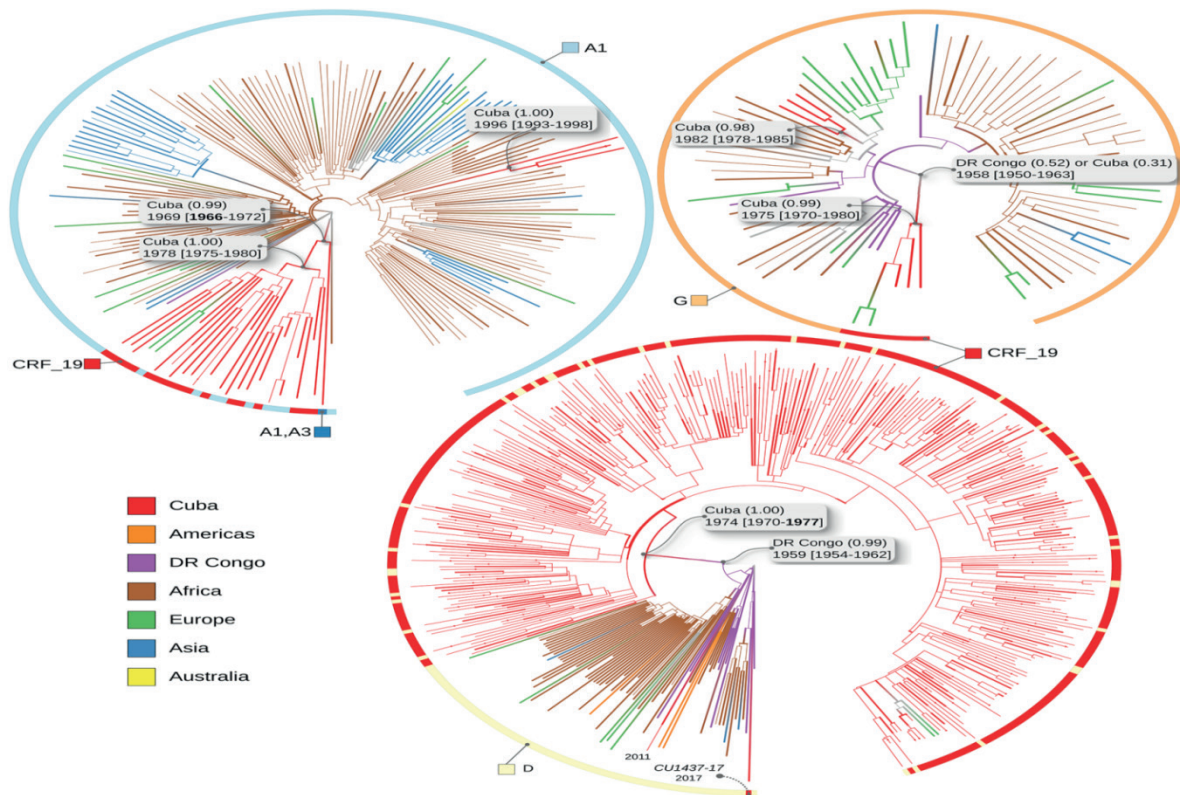 A1
Cuba (1.00)
1996 [1993-1998]
Cuba (0.99)
1969 [1966-1972]
Cuba (1.00)
1978 [1975-1980]
CRF_19
A1,A3
Cuba (0.98)
1982 [1978-1985]
DR Congo (0.52) or Cuba (0.31)
1958 [1950-1963]
Cuba (0.99)
1975 [1970-1980]
G
CRF_19
Cuba (1.00)
1974 [1970-1977]
DR Congo (0.99)
1959 [1954-1962]
2011
CU1437-17
2017
D
Cuba
Americas
DR Congo
Africa
Europe
Asia
Australia